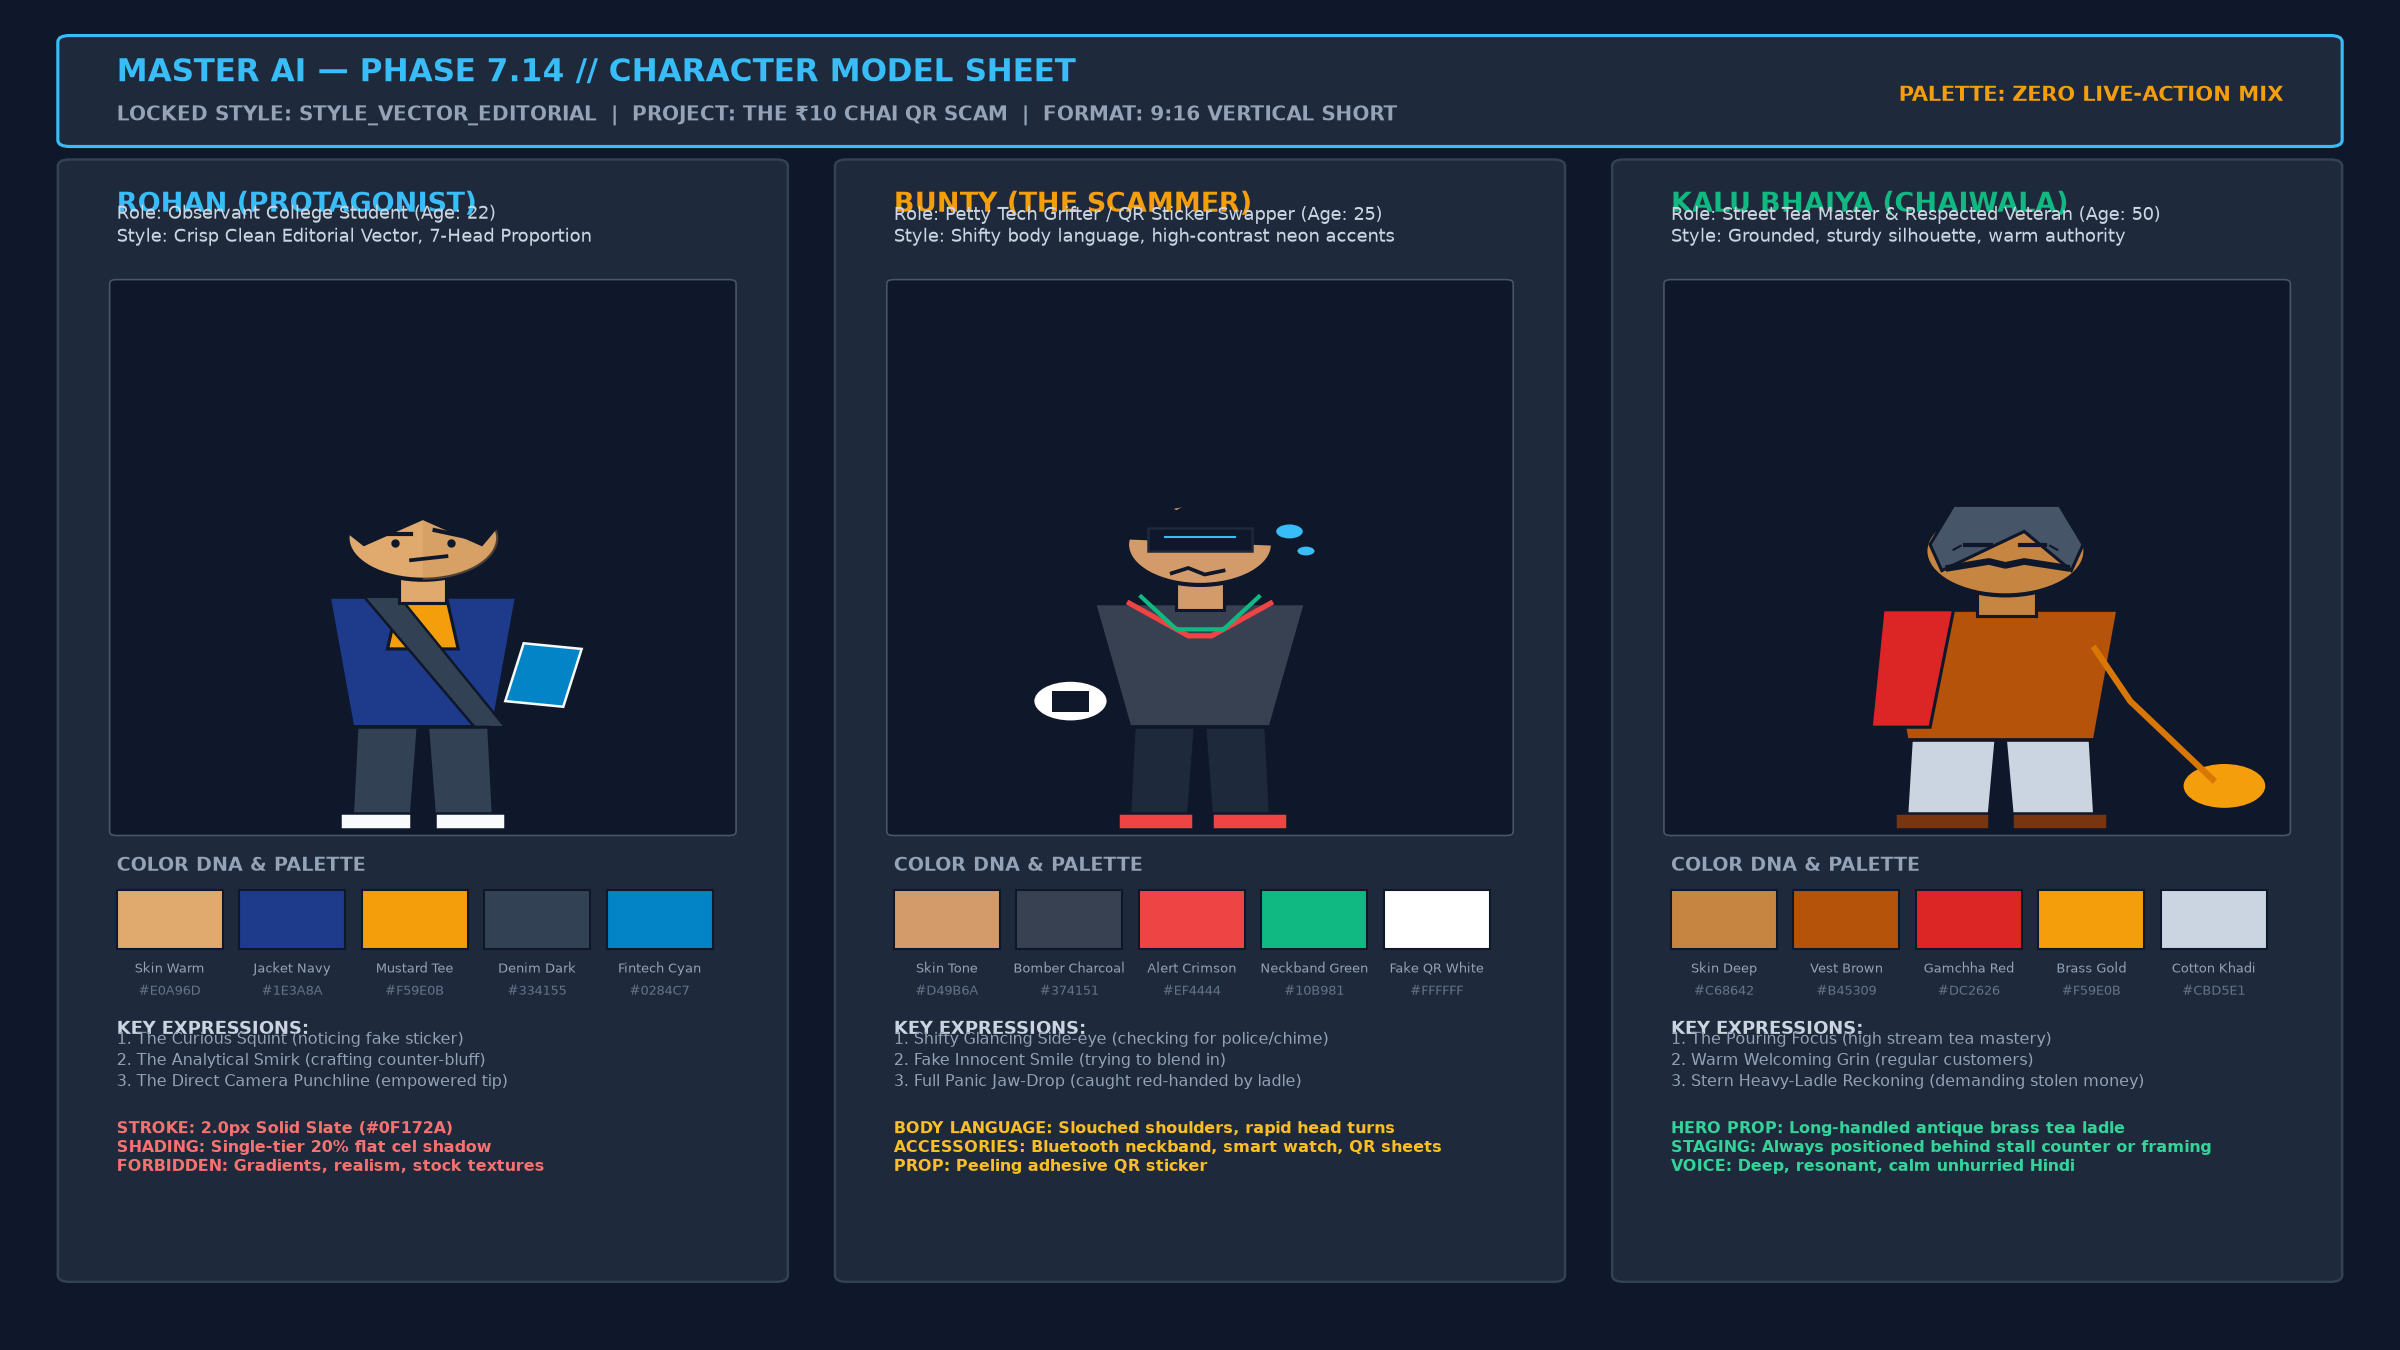 MASTER AI — PHASE 7.14 // CHARACTER MODEL SHEET
LOCKED STYLE: STYLE_VECTOR_EDITORIAL | PROJECT: THE ₹10 CHAI QR SCAM | FORMAT: 9:16 VERTICAL SHORT
PALETTE: ZERO LIVE-ACTION MIX
ROHAN (PROTAGONIST)
Role: Observant College Student (Age: 22)
Style: Crisp Clean Editorial Vector, 7-Head Proportion
COLOR DNA & PALETTE
Skin Warm
#E0A96D
Jacket Navy
#1E3A8A
Mustard Tee
#F59E0B
Denim Dark
#334155
Fintech Cyan
#0284C7
KEY EXPRESSIONS:
1. The Curious Squint (noticing fake sticker)
2. The Analytical Smirk (crafting counter-bluff)
3. The Direct Camera Punchline (empowered tip)
STROKE: 2.0px Solid Slate (#0F172A)
SHADING: Single-tier 20% flat cel shadow
FORBIDDEN: Gradients, realism, stock textures
BUNTY (THE SCAMMER)
Role: Petty Tech Grifter / QR Sticker Swapper (Age: 25)
Style: Shifty body language, high-contrast neon accents
COLOR DNA & PALETTE
Skin Tone
#D49B6A
Bomber Charcoal
#374151
Alert Crimson
#EF4444
Neckband Green
#10B981
Fake QR White
#FFFFFF
KEY EXPRESSIONS:
1. Shifty Glancing Side-eye (checking for police/chime)
2. Fake Innocent Smile (trying to blend in)
3. Full Panic Jaw-Drop (caught red-handed by ladle)
BODY LANGUAGE: Slouched shoulders, rapid head turns
ACCESSORIES: Bluetooth neckband, smart watch, QR sheets
PROP: Peeling adhesive QR sticker
KALU BHAIYA (CHAIWALA)
Role: Street Tea Master & Respected Veteran (Age: 50)
Style: Grounded, sturdy silhouette, warm authority
COLOR DNA & PALETTE
Skin Deep
#C68642
Vest Brown
#B45309
Gamchha Red
#DC2626
Brass Gold
#F59E0B
Cotton Khadi
#CBD5E1
KEY EXPRESSIONS:
1. The Pouring Focus (high stream tea mastery)
2. Warm Welcoming Grin (regular customers)
3. Stern Heavy-Ladle Reckoning (demanding stolen money)
HERO PROP: Long-handled antique brass tea ladle
STAGING: Always positioned behind stall counter or framing
VOICE: Deep, resonant, calm unhurried Hindi